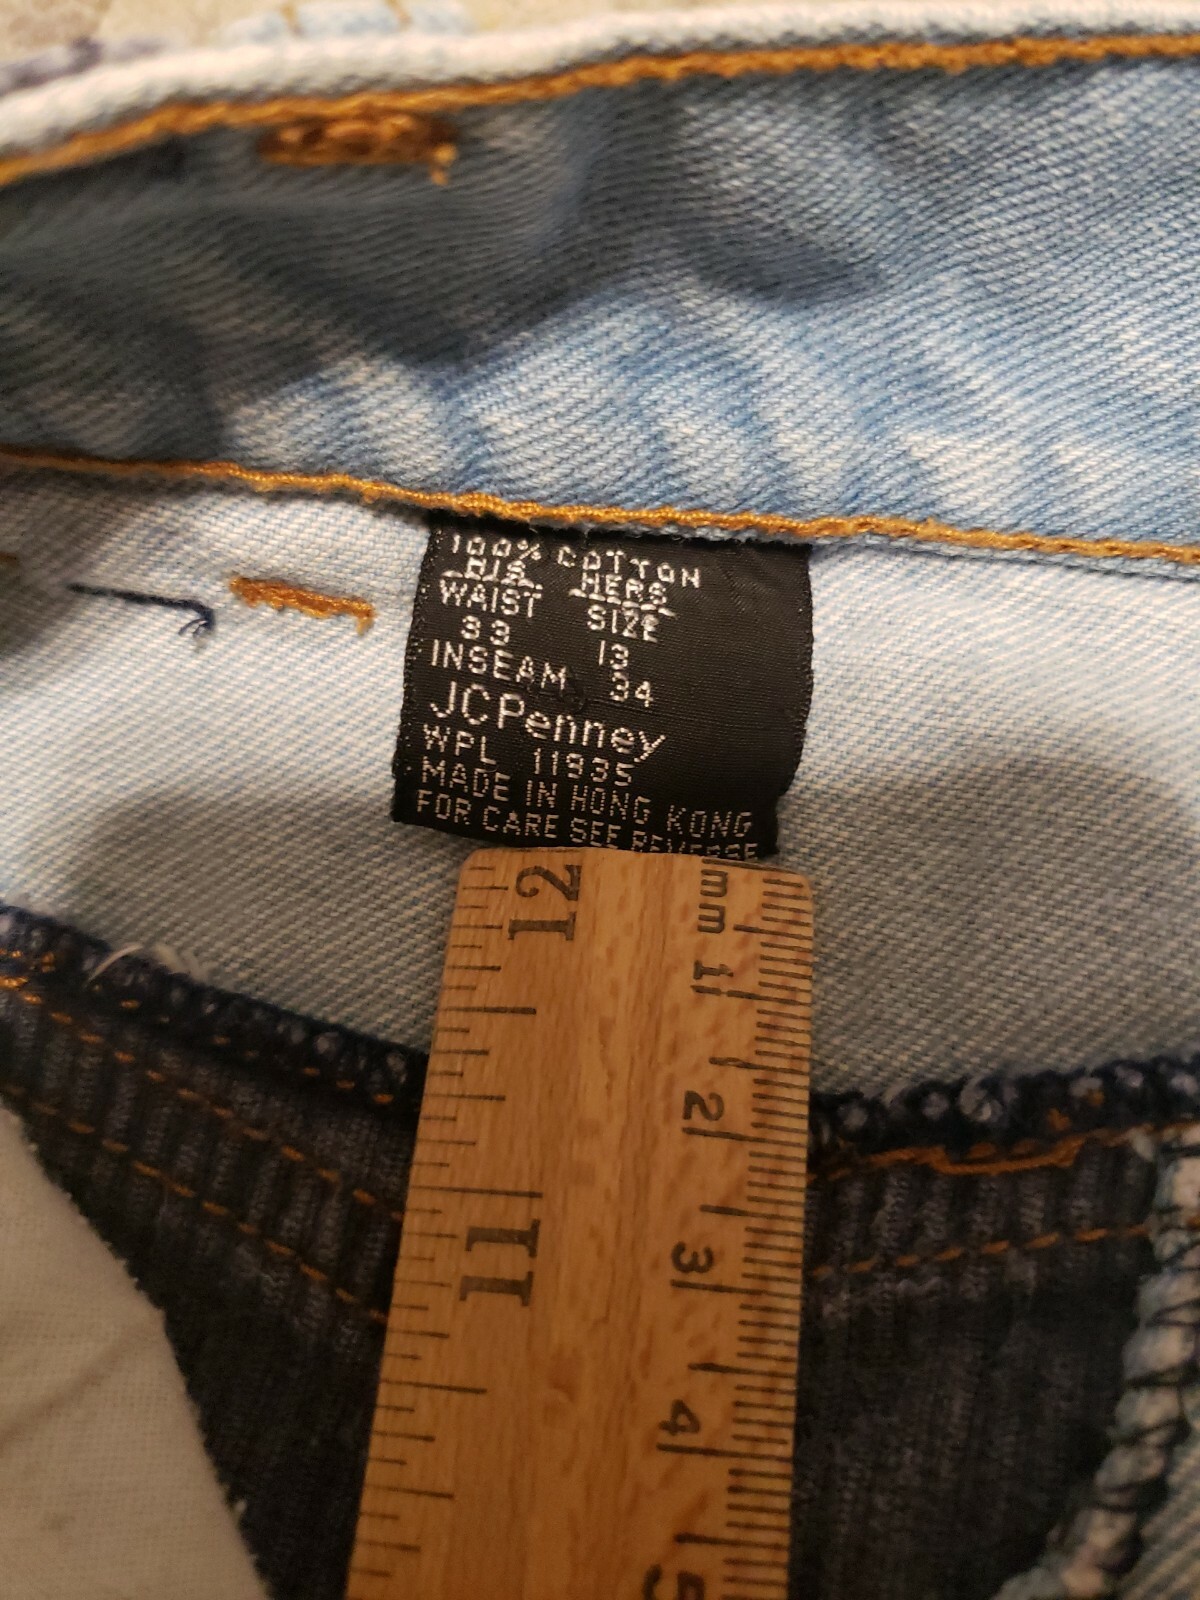 100% COTTON
HIS HERS
WAIST SIZE
33 13
INSEAM 34
JCPenney
WPL 11935
MADE IN HONG KONG
FOR CARE SEE REVERSE
12 mm
1
2
11 3
4
5